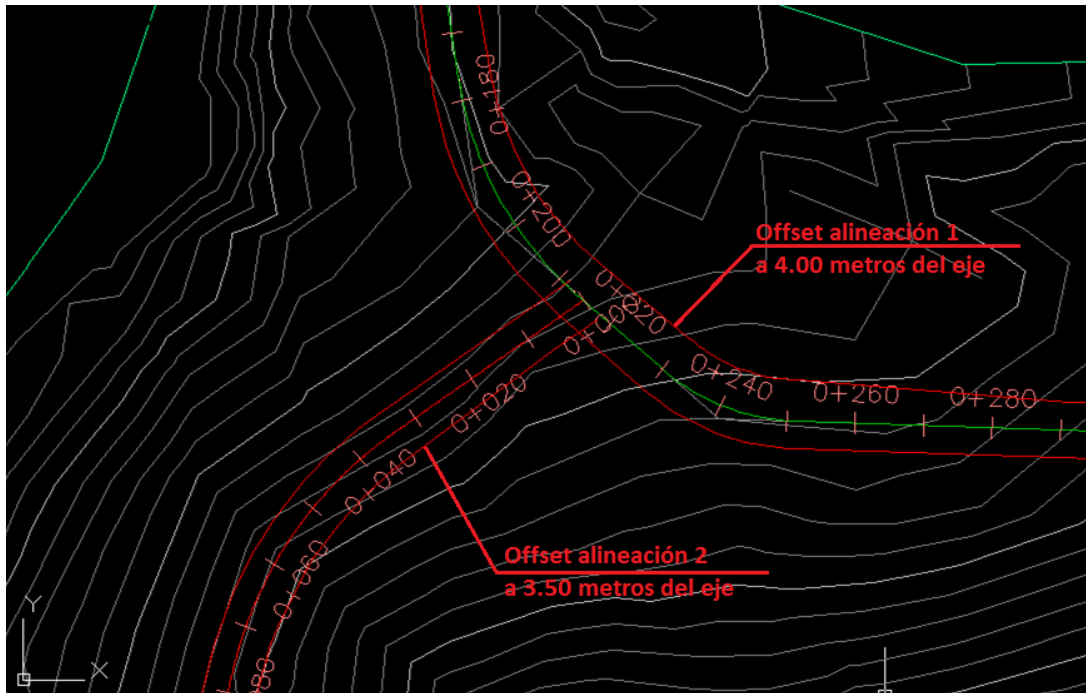 0+180
0+200
Offset alineación 1
a 4.00 metros del eje
0+220
0+000
0+240
0+260
0+280
0+020
0+040
Offset alineación 2
a 3.50 metros del eje
0+060
Y
X